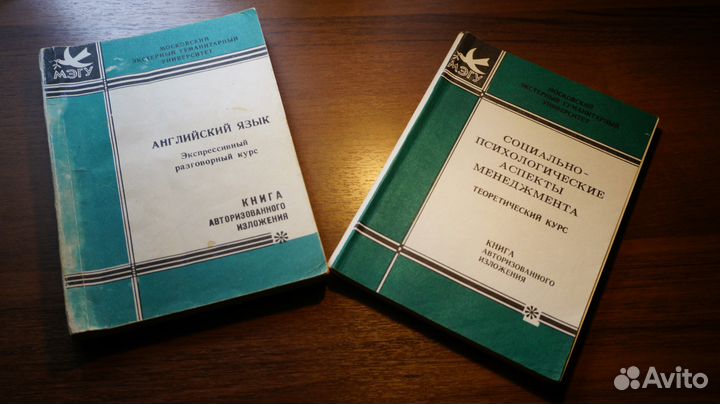 МЭГУ
МОСКОВСКИЙ
ЭКСТЕРНЫЙ ГУМАНИТАРНЫЙ
УНИВЕРСИТЕТ
АНГЛИЙСКИЙ ЯЗЫК
Экспрессивный
разговорный курс
КНИГА
АВТОРИЗОВАННОГО
ИЗЛОЖЕНИЯ
МЭГУ
МОСКОВСКИЙ
ЭКСТЕРНЫЙ ГУМАНИТАРНЫЙ
УНИВЕРСИТЕТ
СОЦИАЛЬНО-
ПСИХОЛОГИЧЕСКИЕ
АСПЕКТЫ
МЕНЕДЖМЕНТА
ТЕОРЕТИЧЕСКИЙ КУРС
КНИГА
АВТОРИЗОВАННОГО
ИЗЛОЖЕНИЯ
Avito